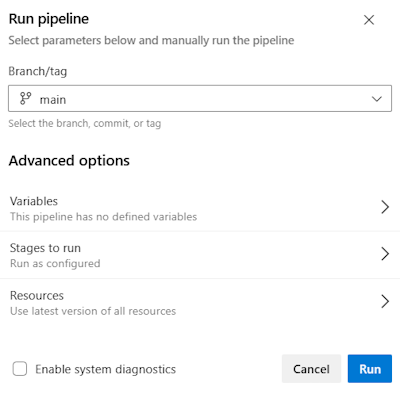 Run pipeline
Select parameters below and manually run the pipeline
Branch/tag
main
Select the branch, commit, or tag
Advanced options
Variables
This pipeline has no defined variables
Stages to run
Run as configured
Resources
Use latest version of all resources
Enable system diagnostics
Cancel
Run